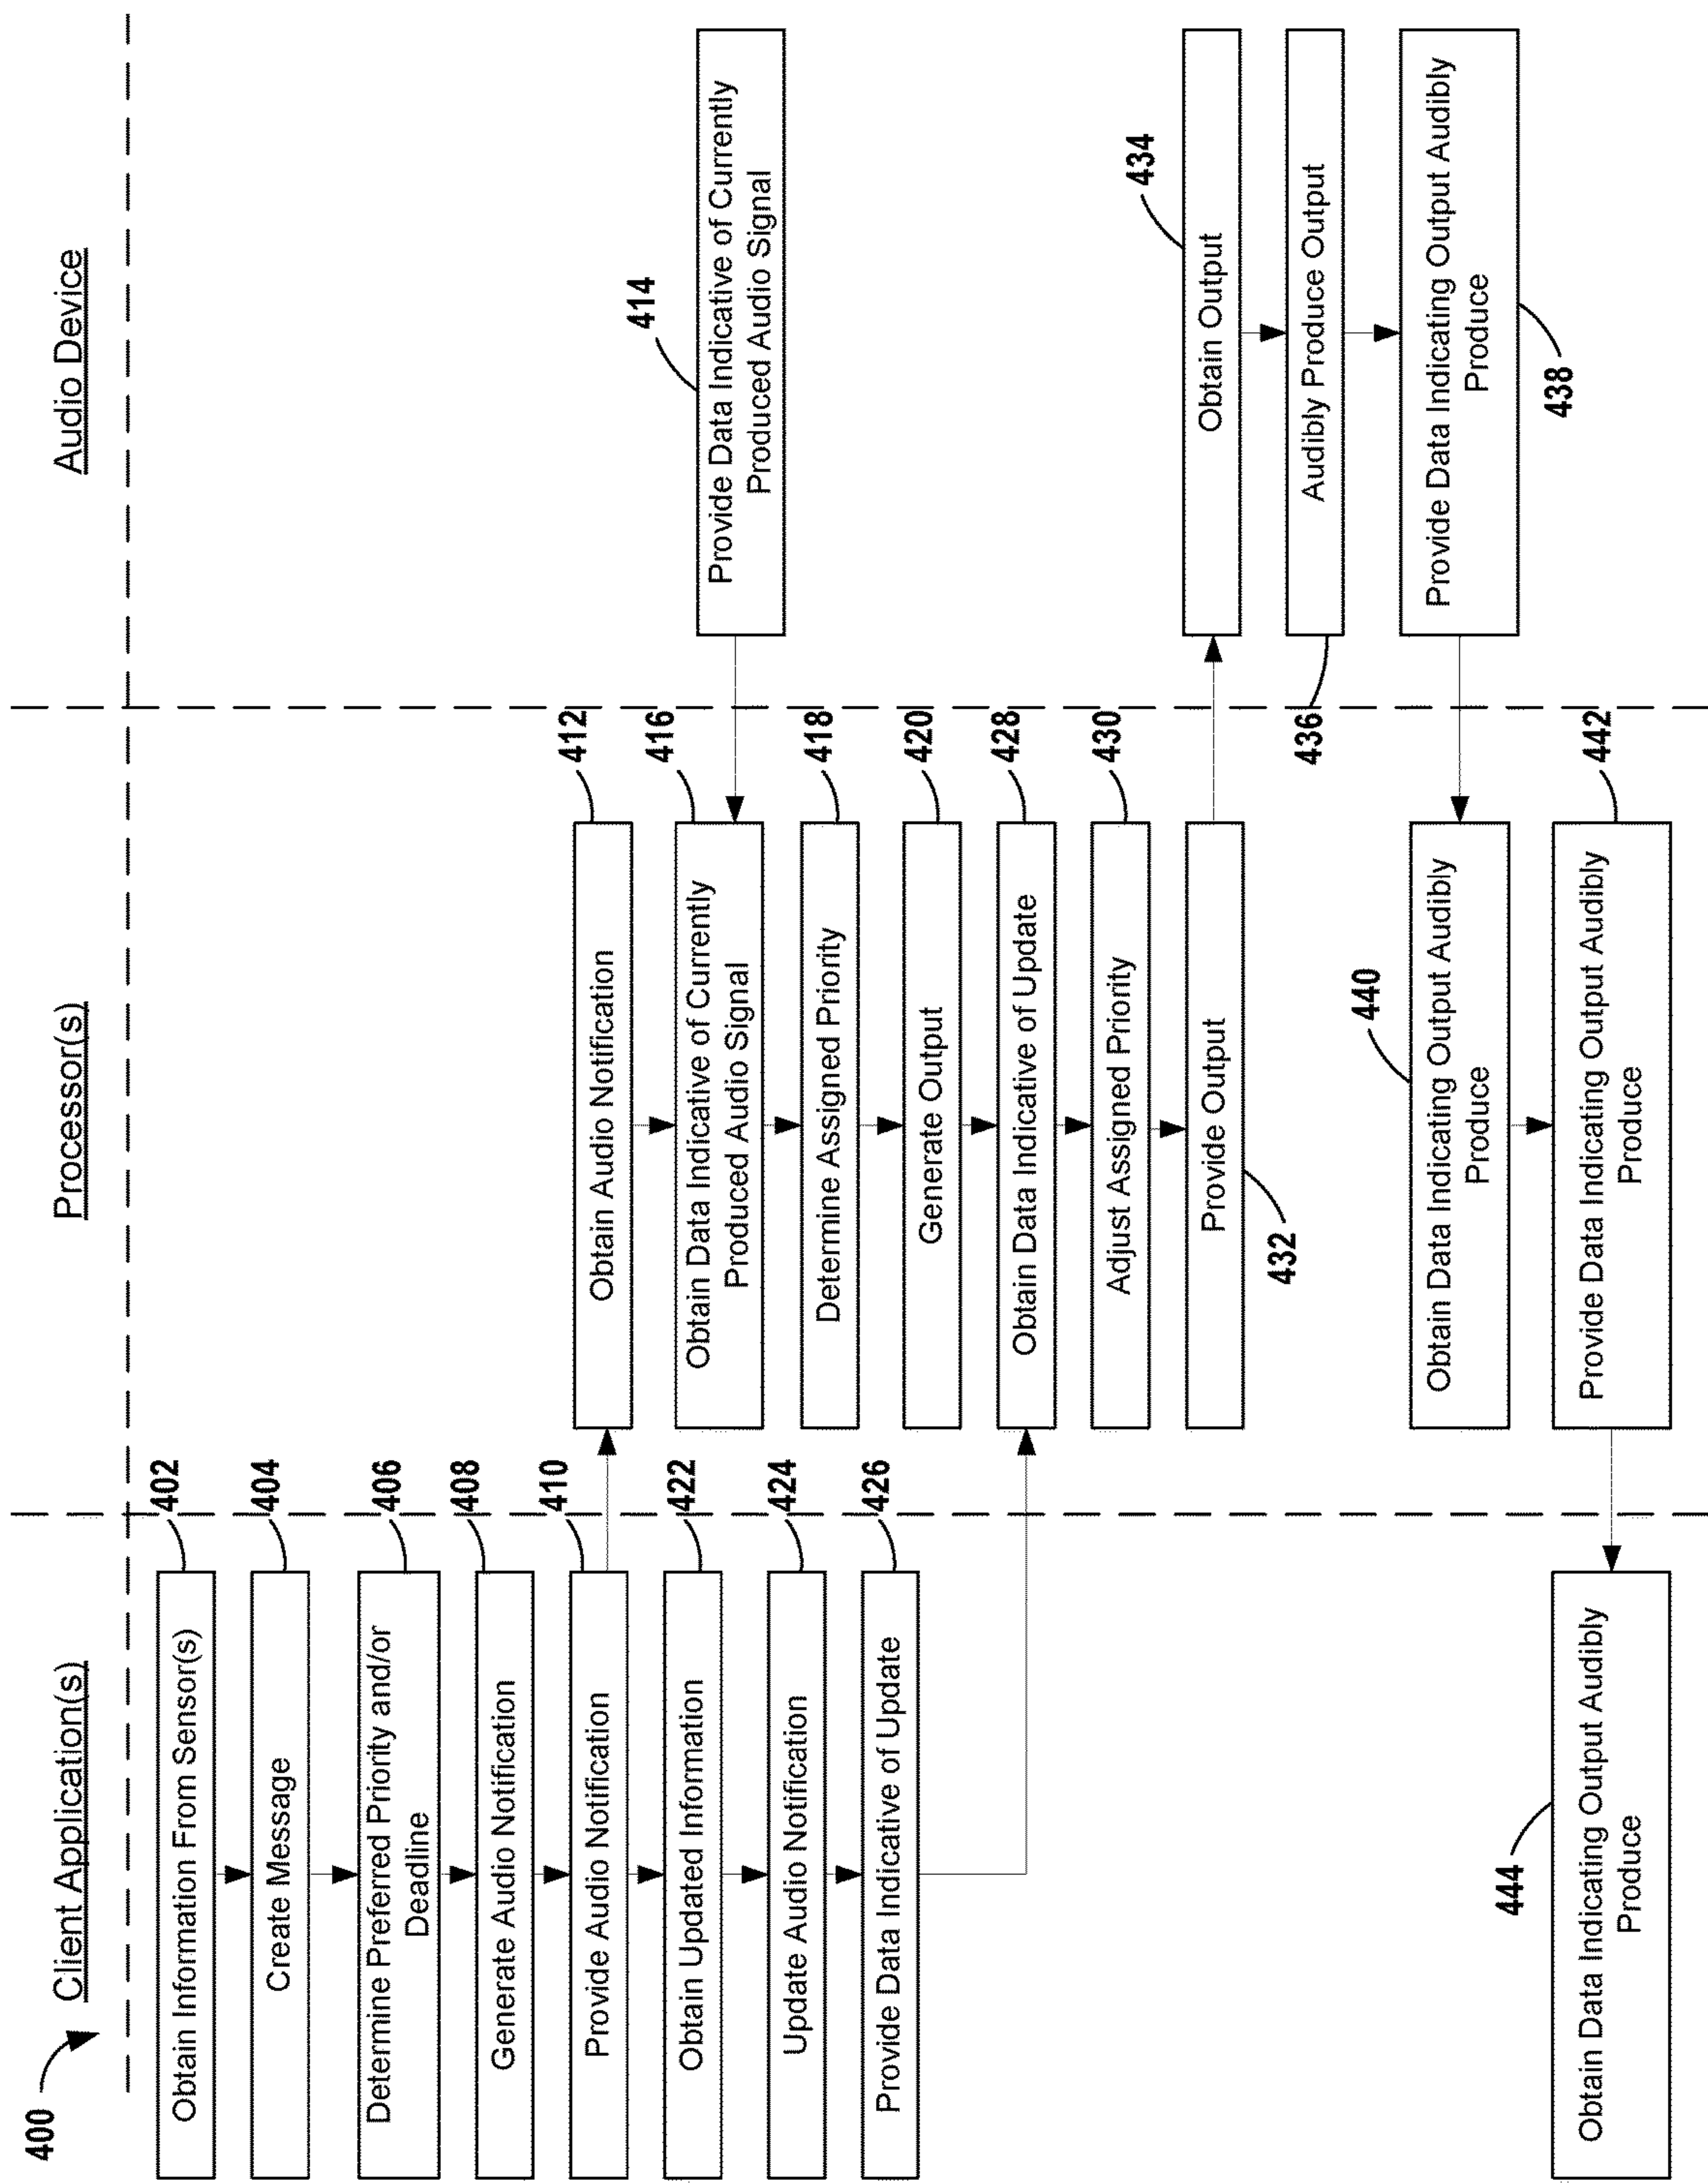 400
Client Application(s)
Processor(s)
Audio Device
Obtain Information From Sensor(s)
402
Create Message
404
Determine Preferred Priority and/or
Deadline
406
Generate Audio Notification
408
Provide Audio Notification
410
Obtain Audio Notification
412
Provide Data Indicative of Currently
Produced Audio Signal
414
Obtain Data Indicative of Currently
Produced Audio Signal
416
Determine Assigned Priority
418
Generate Output
420
Obtain Updated Information
422
Update Audio Notification
424
Provide Data Indicative of Update
426
Obtain Data Indicative of Update
428
Adjust Assigned Priority
430
Provide Output
432
Obtain Output
434
Audibly Produce Output
436
Provide Data Indicating Output Audibly
Produce
438
Obtain Data Indicating Output Audibly
Produce
440
Provide Data Indicating Output Audibly
Produce
442
Obtain Data Indicating Output Audibly
Produce
444